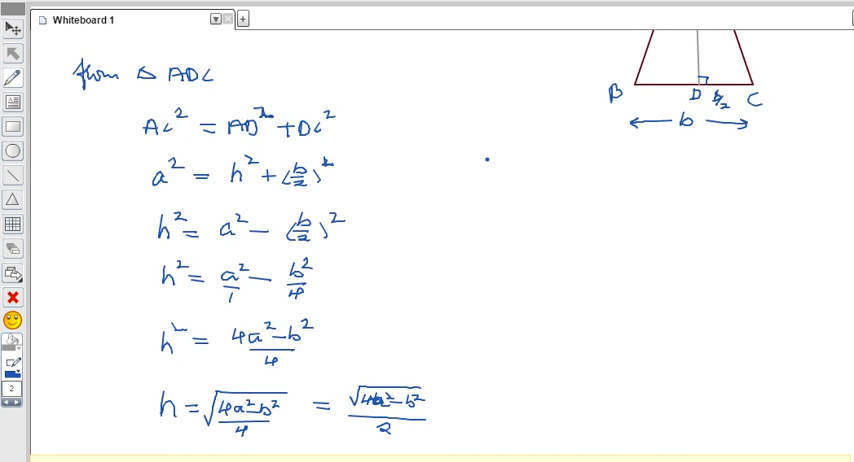 Whiteboard 1
from △ ADC
AC² = AD² + DC²
a² = h² + (b/2)²
h² = a² − (b/2)²
h² = a²/1 − b²/4
h² = 4a² − b²/4
h = √4a² − b²/4 = √4a² − b²/2
B D b/2 C
b
2